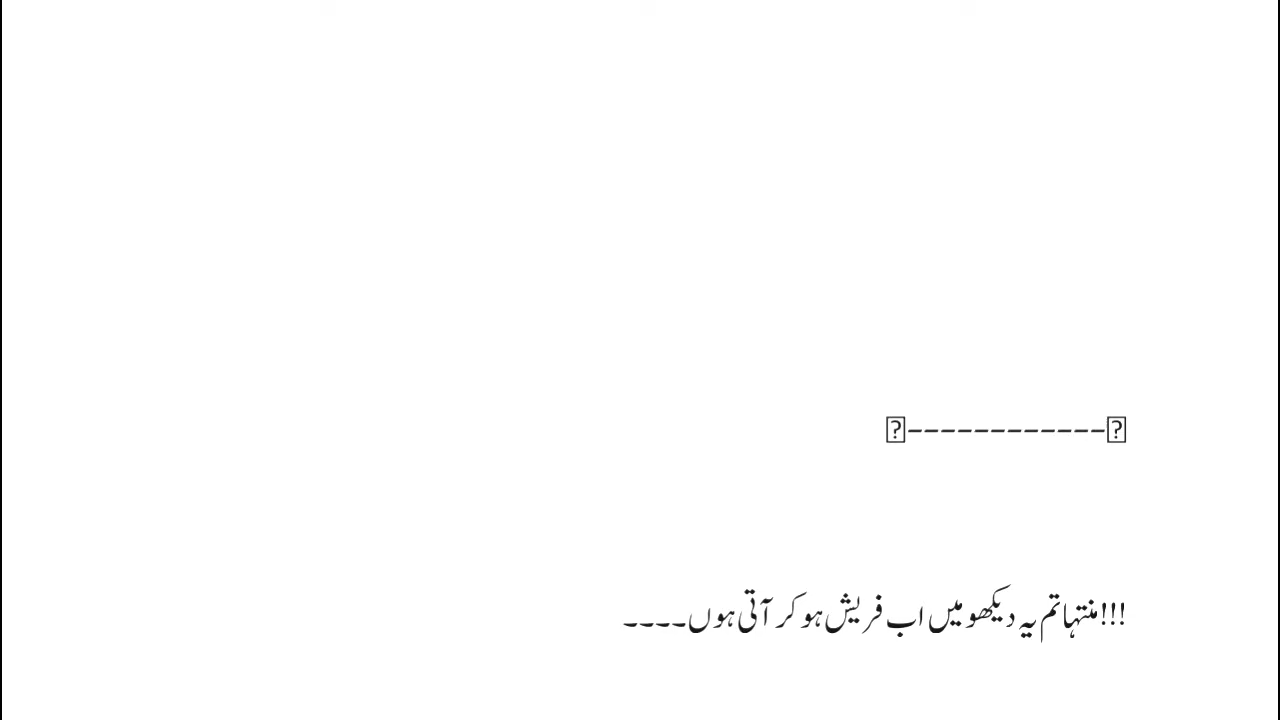 ------------
!!!منتہا تم یہ دیکھو میں اب فریش ہو کر آتی ہوں۔۔۔۔